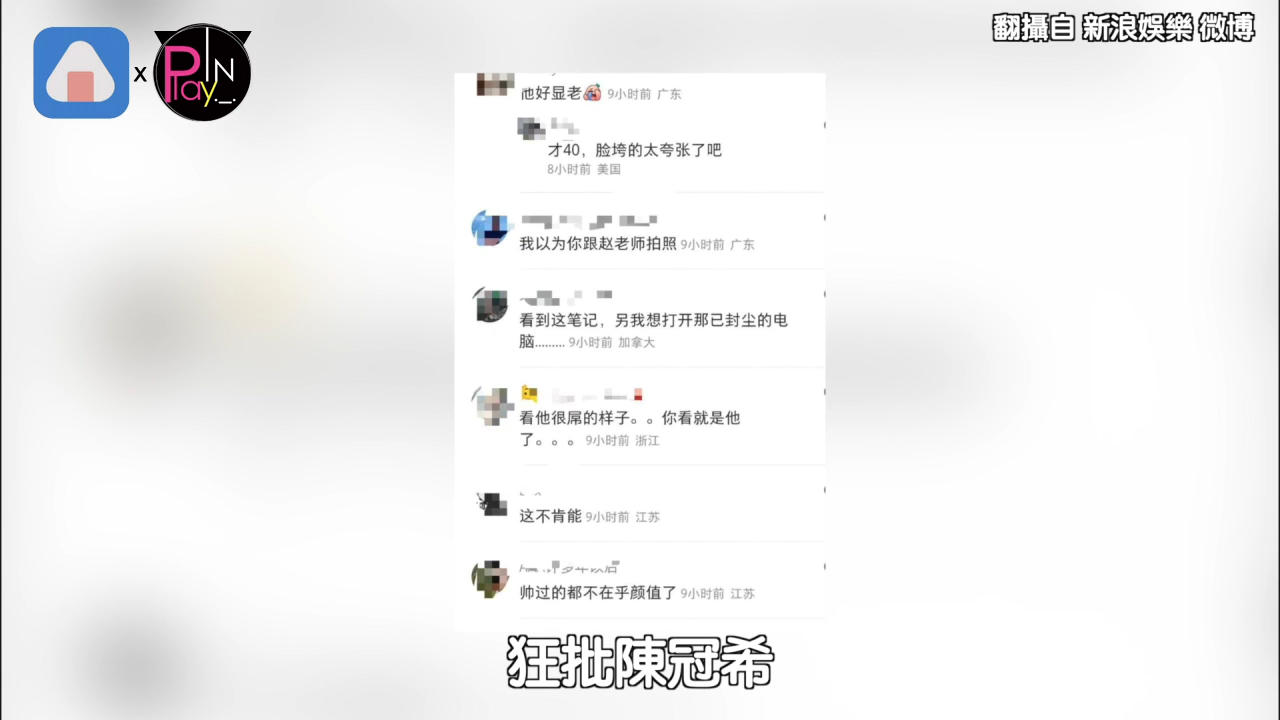 x
Play IN
翻攝自 新浪娛樂 微博
他好显老 9小时前 广东
才40，脸垮的太夸张了吧
8小时前 美国
我以为你跟赵老师拍照 9小时前 广东
看到这笔记，另我想打开那已封尘的电
脑......... 9小时前 加拿大
看他很屌的样子。。你看就是他
了。。。 9小时前 浙江
这不肯能 9小时前 江苏
帅过的都不在乎颜值了 9小时前 江苏
狂批陳冠希